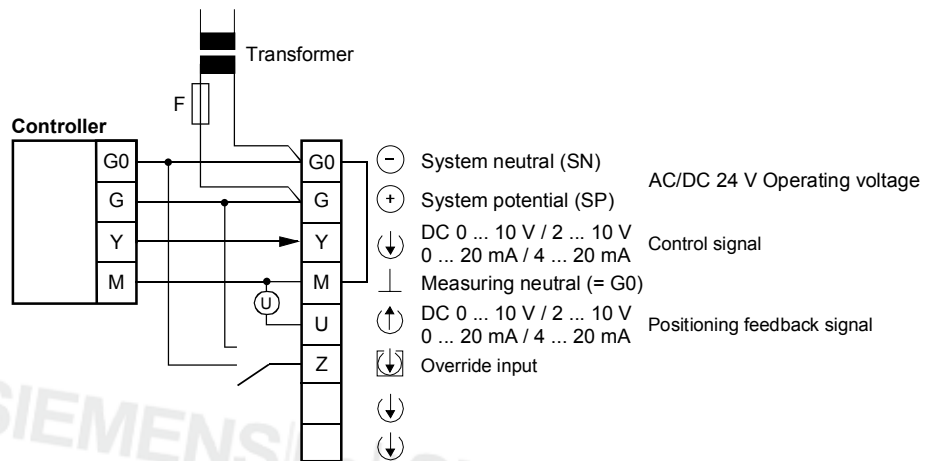 Transformer
F
Controller
G0
G0
System neutral (SN)
AC/DC 24 V Operating voltage
G
G
+
System potential (SP)
Y
Y
DC 0 ... 10 V / 2 ... 10 V
0 ... 20 mA / 4 ... 20 mA
Control signal
M
M
Measuring neutral (= G0)
U
U
DC 0 ... 10 V / 2 ... 10 V
0 ... 20 mA / 4 ... 20 mA
Positioning feedback signal
Z
Override input
SIEMENS